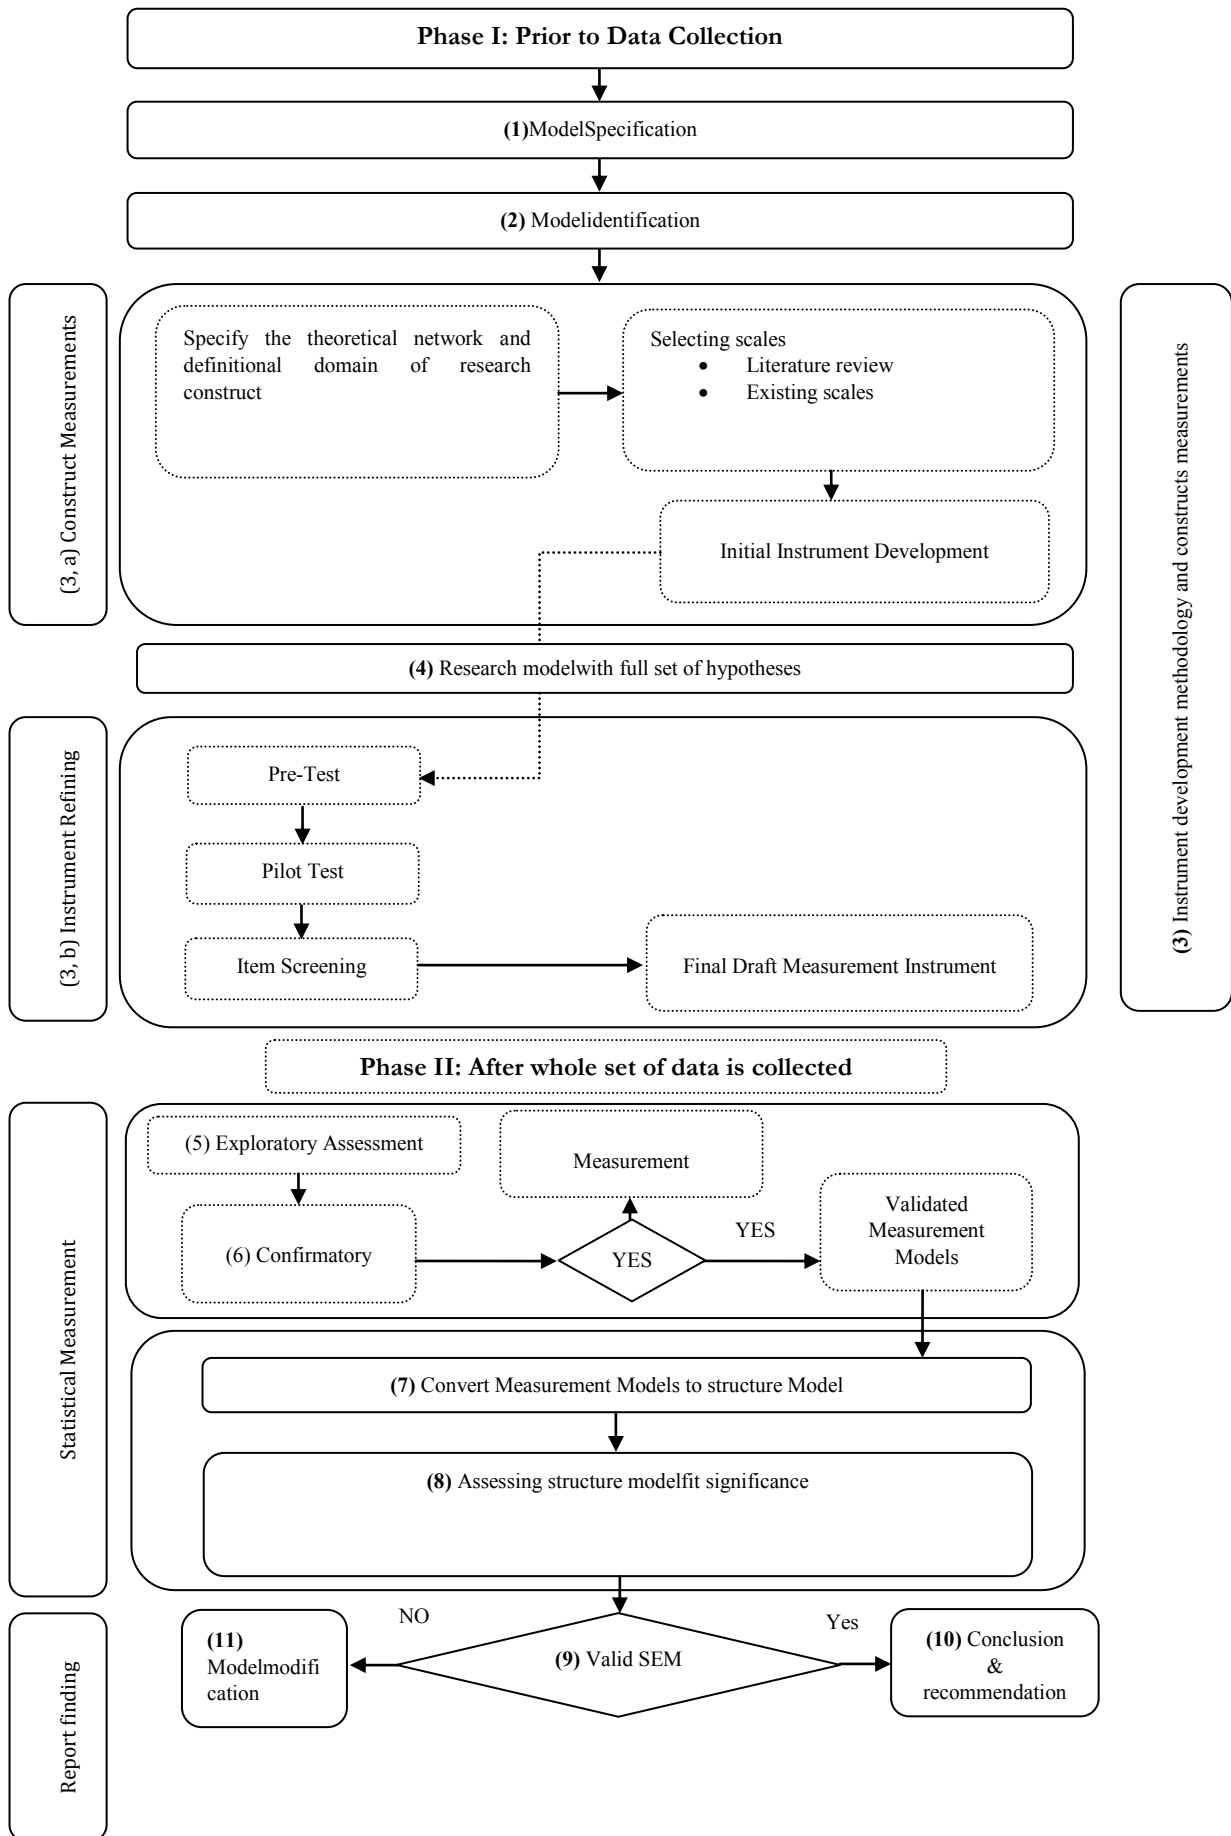 Phase I: Prior to Data Collection
(1)ModelSpecification
(2) Modelidentification
(3, a) Construct Measurements
Specify the theoretical network and
definitional domain of research
construct
Selecting scales
• Literature review
• Existing scales
Initial Instrument Development
(3) Instrument development methodology and constructs measurements
(4) Research modelwith full set of hypotheses
(3, b) Instrument Refining
Pre-Test
Pilot Test
Item Screening
Final Draft Measurement Instrument
Phase II: After whole set of data is collected
Statistical Measurement
(5) Exploratory Assessment
Measurement
(6) Confirmatory
YES
YES
Validated
Measurement
Models
(7) Convert Measurement Models to structure Model
(8) Assessing structure modelfit significance
Report finding
NO
Yes
(11)
Modelmodifi
cation
(9) Valid SEM
(10) Conclusion
&
recommendation